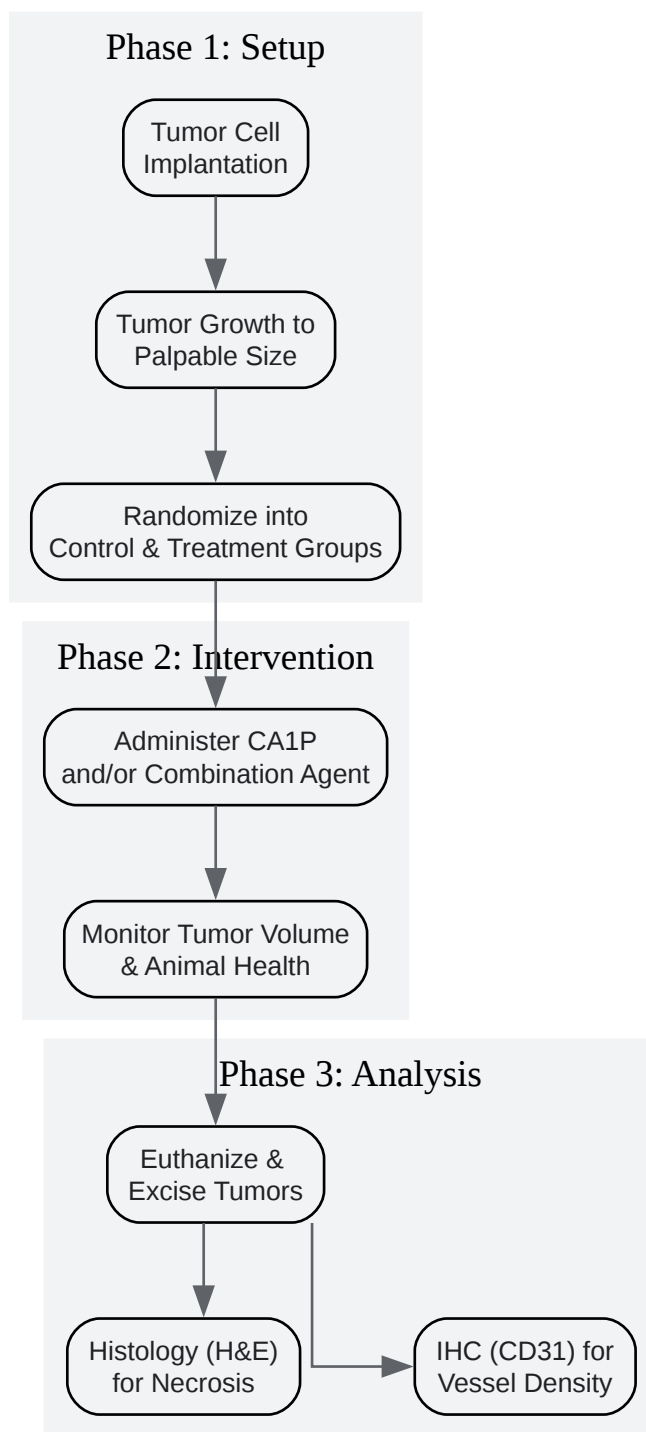 Phase 1: Setup
Tumor Cell
Implantation
Tumor Growth to
Palpable Size
Randomize into
Control & Treatment Groups
Phase 2: Intervention
Administer CA1P
and/or Combination Agent
Monitor Tumor Volume
& Animal Health
Phase 3: Analysis
Euthanize &
Excise Tumors
Histology (H&E)
for Necrosis
IHC (CD31) for
Vessel Density